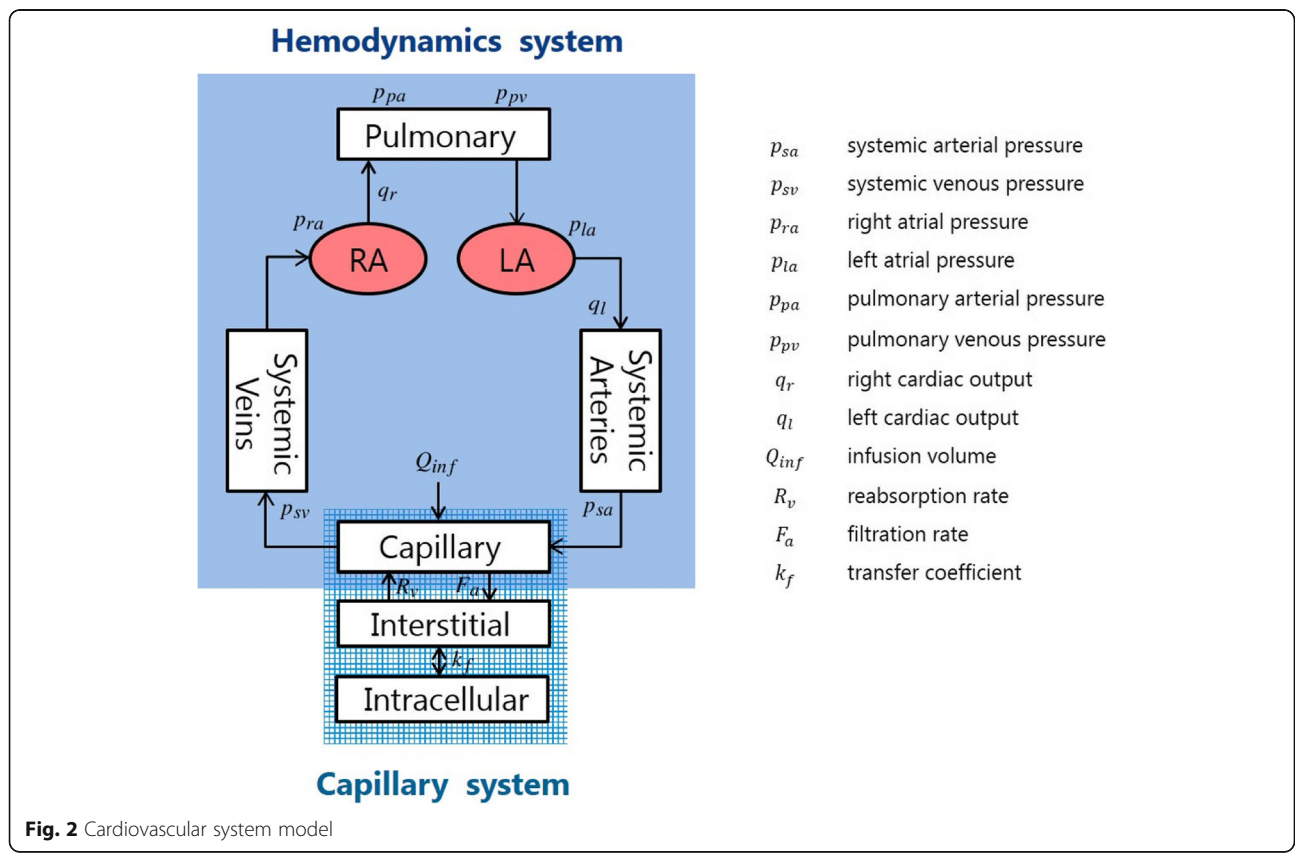 Hemodynamics system
p_pa
p_pv
Pulmonary
q_r
p_ra
p_la
RA
LA
q_l
Systemic
Veins
Systemic
Arteries
Q_inf
p_sv
p_sa
Capillary
R_v
F_a
Interstitial
k_f
Intracellular
Capillary system
p_sa systemic arterial pressure
p_sv systemic venous pressure
p_ra right atrial pressure
p_la left atrial pressure
p_pa pulmonary arterial pressure
p_pv pulmonary venous pressure
q_r right cardiac output
q_l left cardiac output
Q_inf infusion volume
R_v reabsorption rate
F_a filtration rate
k_f transfer coefficient
Fig. 2 Cardiovascular system model